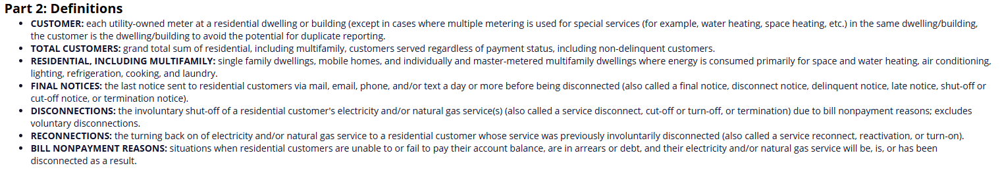 Part 2: Definitions
• CUSTOMER: each utility-owned meter at a residential dwelling or building (except in cases where multiple metering is used for special services (for example, water heating, space heating, etc.) in the same dwelling/building,
the customer is the dwelling/building to avoid the potential for duplicate reporting.
• TOTAL CUSTOMERS: grand total sum of residential, including multifamily, customers served regardless of payment status, including non-delinquent customers.
• RESIDENTIAL, INCLUDING MULTIFAMILY: single family dwellings, mobile homes, and individually and master-metered multifamily dwellings where energy is consumed primarily for space and water heating, air conditioning,
lighting, refrigeration, cooking, and laundry.
• FINAL NOTICES: the last notice sent to residential customers via mail, email, phone, and/or text a day or more before being disconnected (also called a final notice, disconnect notice, delinquent notice, late notice, shut-off or
cut-off notice, or termination notice).
• DISCONNECTIONS: the involuntary shut-off of a residential customer's electricity and/or natural gas service(s) (also called a service disconnect, cut-off or turn-off, or termination) due to bill nonpayment reasons; excludes
voluntary disconnections.
• RECONNECTIONS: the turning back on of electricity and/or natural gas service to a residential customer whose service was previously involuntarily disconnected (also called a service reconnect, reactivation, or turn-on).
• BILL NONPAYMENT REASONS: situations when residential customers are unable to or fail to pay their account balance, are in arrears or debt, and their electricity and/or natural gas service will be, is, or has been
disconnected as a result.